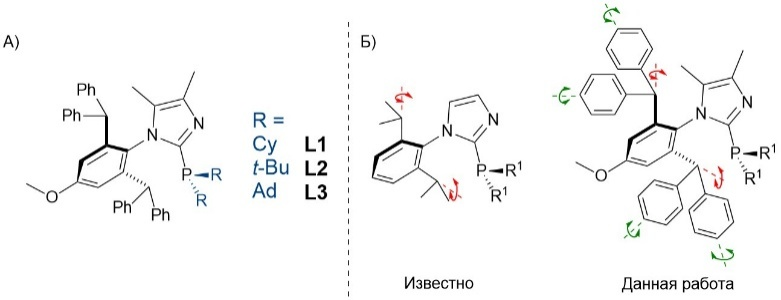 А)
Ph
Ph
N
N
P
R
R
O
Ph
Ph
R =
Cy L1
t-Bu L2
Ad L3
Б)
N
N
P
R¹
R¹
Известно
N
N
P
R¹
R¹
O
Данная работа